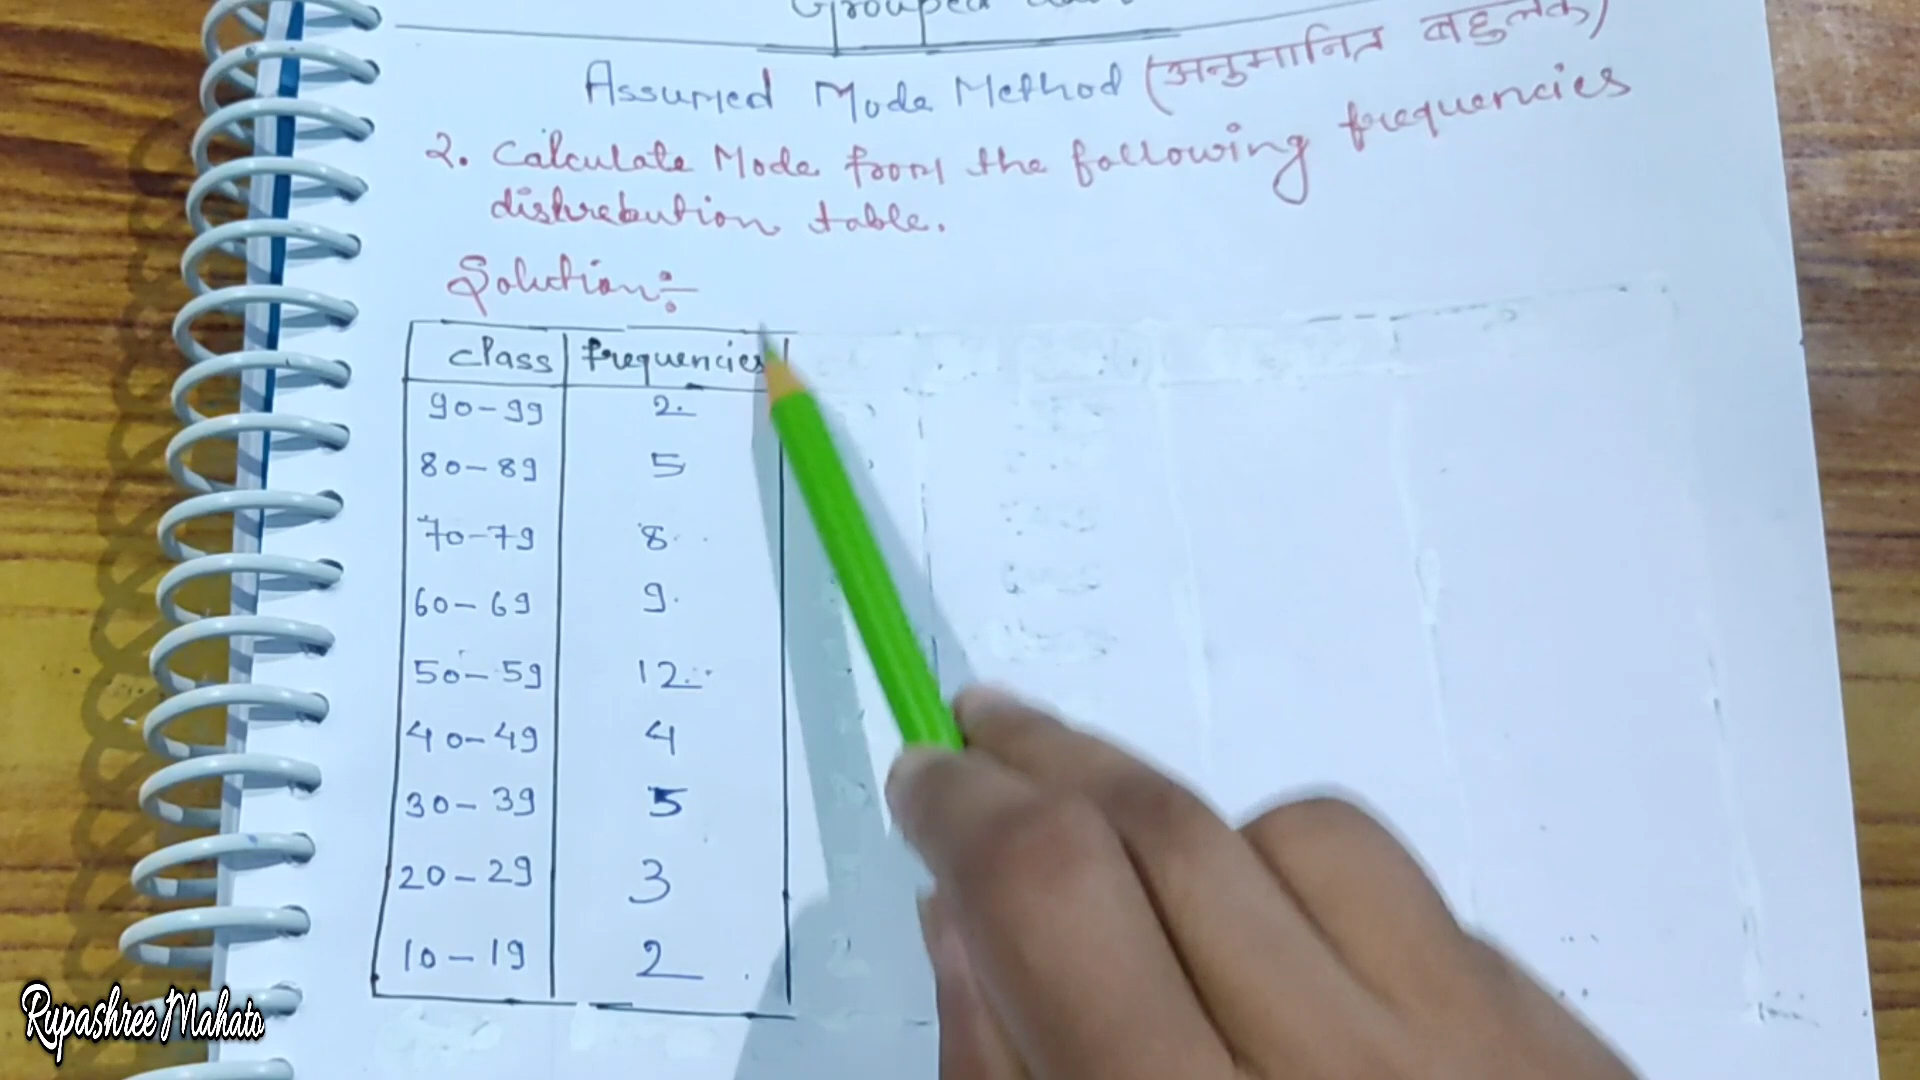 Grouped
Assumed Mode Method (अनुमानित बहुलक)
2. Calculate Mode from the following frequencies
distrebution table.
Solution:-
class frequencies
90-99 2
80-89 5
70-79 8
60-69 9
50-59 12
40-49 4
30-39 5
20-29 3
10-19 2
Rupashree Mahato